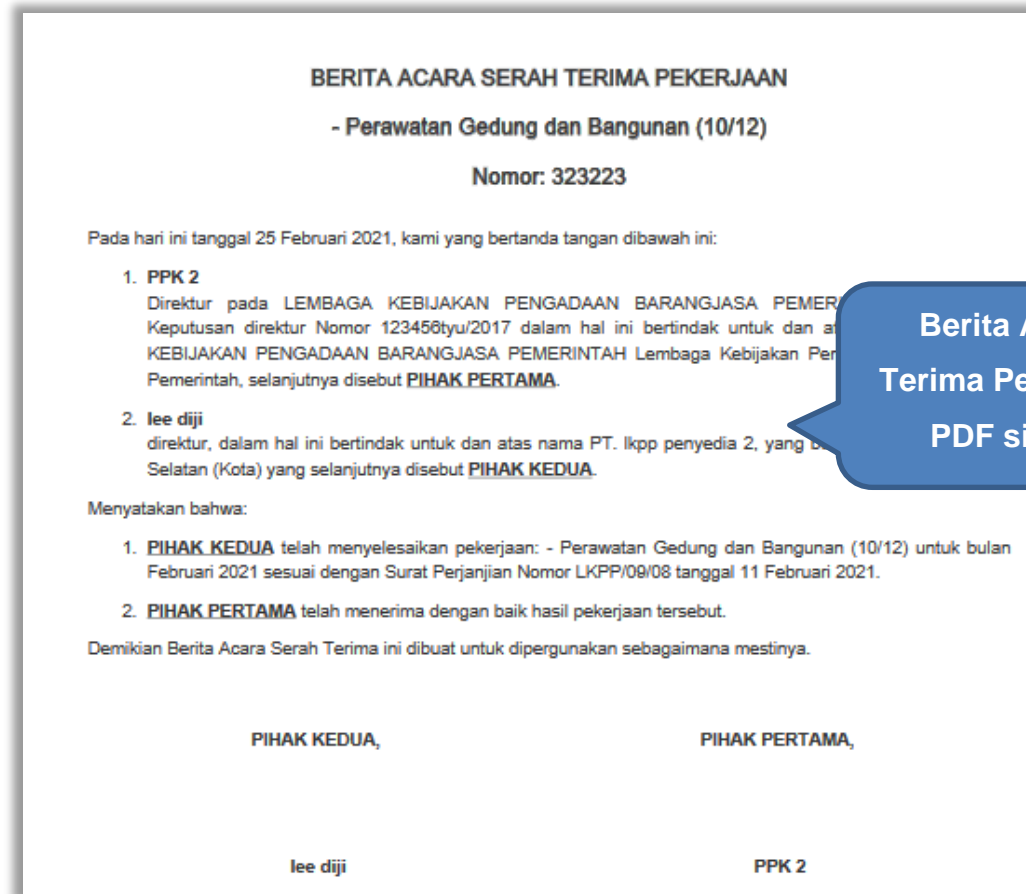 BERITA ACARA SERAH TERIMA PEKERJAAN
- Perawatan Gedung dan Bangunan (10/12)
Nomor: 323223
Pada hari ini tanggal 25 Februari 2021, kami yang bertanda tangan dibawah ini:
1. PPK 2
Direktur pada LEMBAGA KEBIJAKAN PENGADAAN BARANGJASA
Keputusan direktur Nomor 123456tyu/2017 dalam hal ini bertindak untuk dan
KEBIJAKAN PENGADAAN BARANGJASA PEMERINTAH Lembaga Kebijakan
Pemerintah, selanjutnya disebut PIHAK PERTAMA.
2. lee diji
direktur, dalam hal ini bertindak untuk dan atas nama PT. lkpp penyedia 2, yang
Selatan (Kota) yang selanjutnya disebut PIHAK KEDUA.
Berita
Terima
PDF
Menyatakan bahwa:
1. PIHAK KEDUA telah menyelesaikan pekerjaan: - Perawatan Gedung dan Bangunan (10/12) untuk bulan
Februari 2021 sesuai dengan Surat Perjanjian Nomor LKPP/09/08 tanggal 11 Februari 2021.
2. PIHAK PERTAMA telah menerima dengan baik hasil pekerjaan tersebut.
Demikian Berita Acara Serah Terima ini dibuat untuk dipergunakan sebagaimana mestinya.
PIHAK KEDUA, PIHAK PERTAMA,
lee diji PPK 2